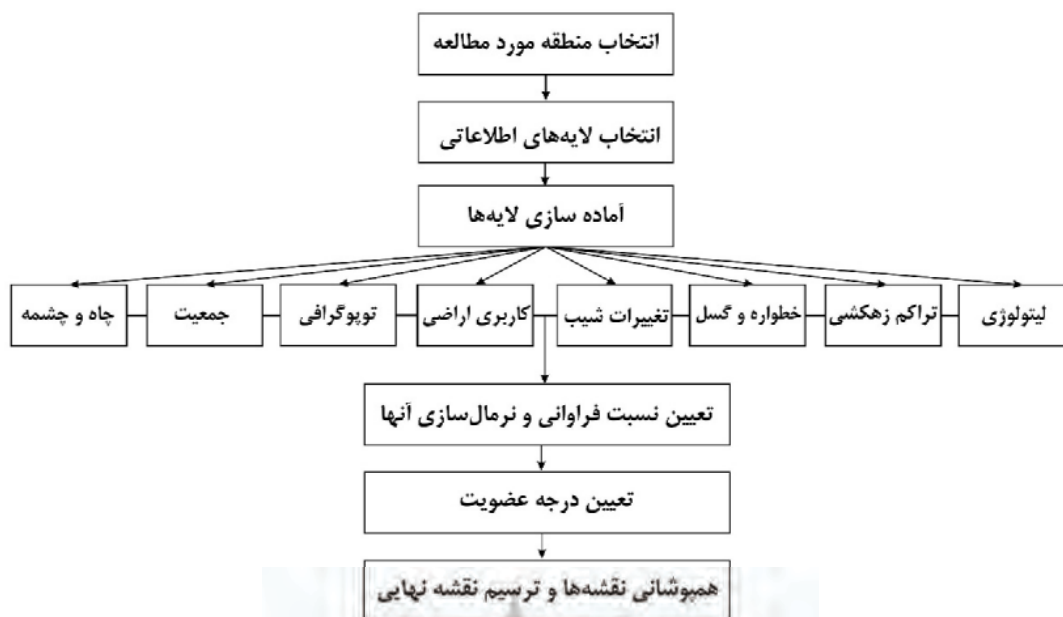 انتخاب منطقه مورد مطالعه
انتخاب لایه‌های اطلاعاتی
آماده سازی لایه‌ها
لیتولوژی
تراکم زهکشی
خطواره و گسل
تغییرات شیب
کاربری اراضی
توپوگرافی
جمعیت
چاه و چشمه
تعیین نسبت فراوانی و نرمال‌سازی آنها
تعیین درجه عضویت
همپوشانی نقشه‌ها و ترسیم نقشه نهایی